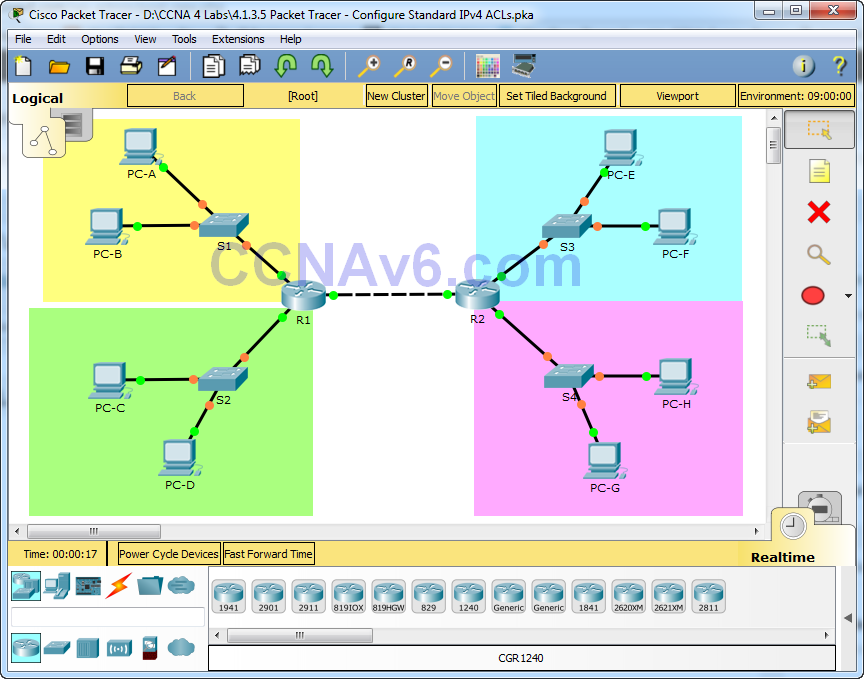 Cisco Packet Tracer - D:\CCNA 4 Labs\4.1.3.5 Packet Tracer - Configure Standard IPv4 ACLs.pka
File Edit Options View Tools Extensions Help
Logical
Back
[Root]
New Cluster
Move Object
Set Tiled Background
Viewport
Environment: 09:00:00
PC-A
PC-B
S1
PC-E
PC-F
S3
CCNAv6.com
R1
R2
PC-C
S2
PC-D
S4
PC-H
PC-G
Time: 00:00:17
Power Cycle Devices
Fast Forward Time
Realtime
1941 2901 2911 819IOX 819HGW 829 1240 Generic Generic 1841 2620XM 2621XM 2811
CGR1240